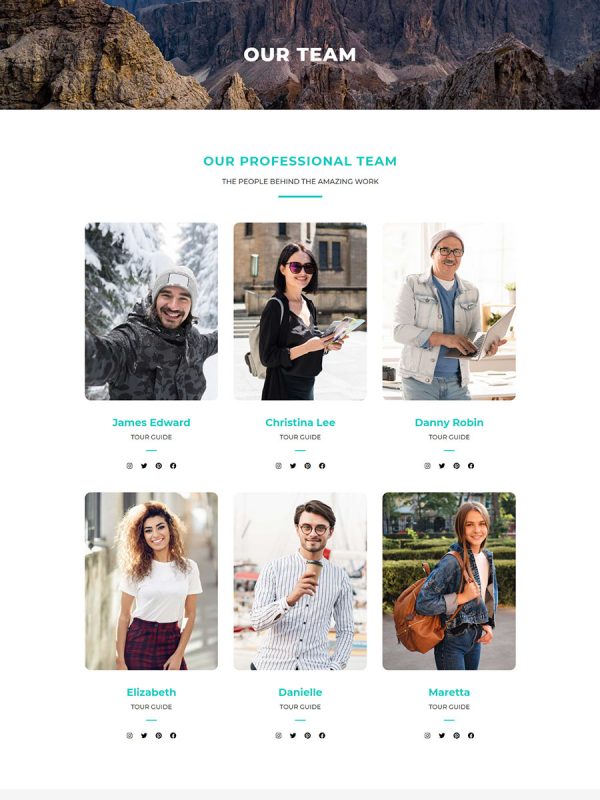 OUR TEAM
OUR PROFESSIONAL TEAM
THE PEOPLE BEHIND THE AMAZING WORK
James Edward
Christina Lee
Danny Robin
TOUR GUIDE
TOUR GUIDE
TOUR GUIDE
Elizabeth
Danielle
Maretta
TOUR GUIDE
TOUR GUIDE
TOUR GUIDE